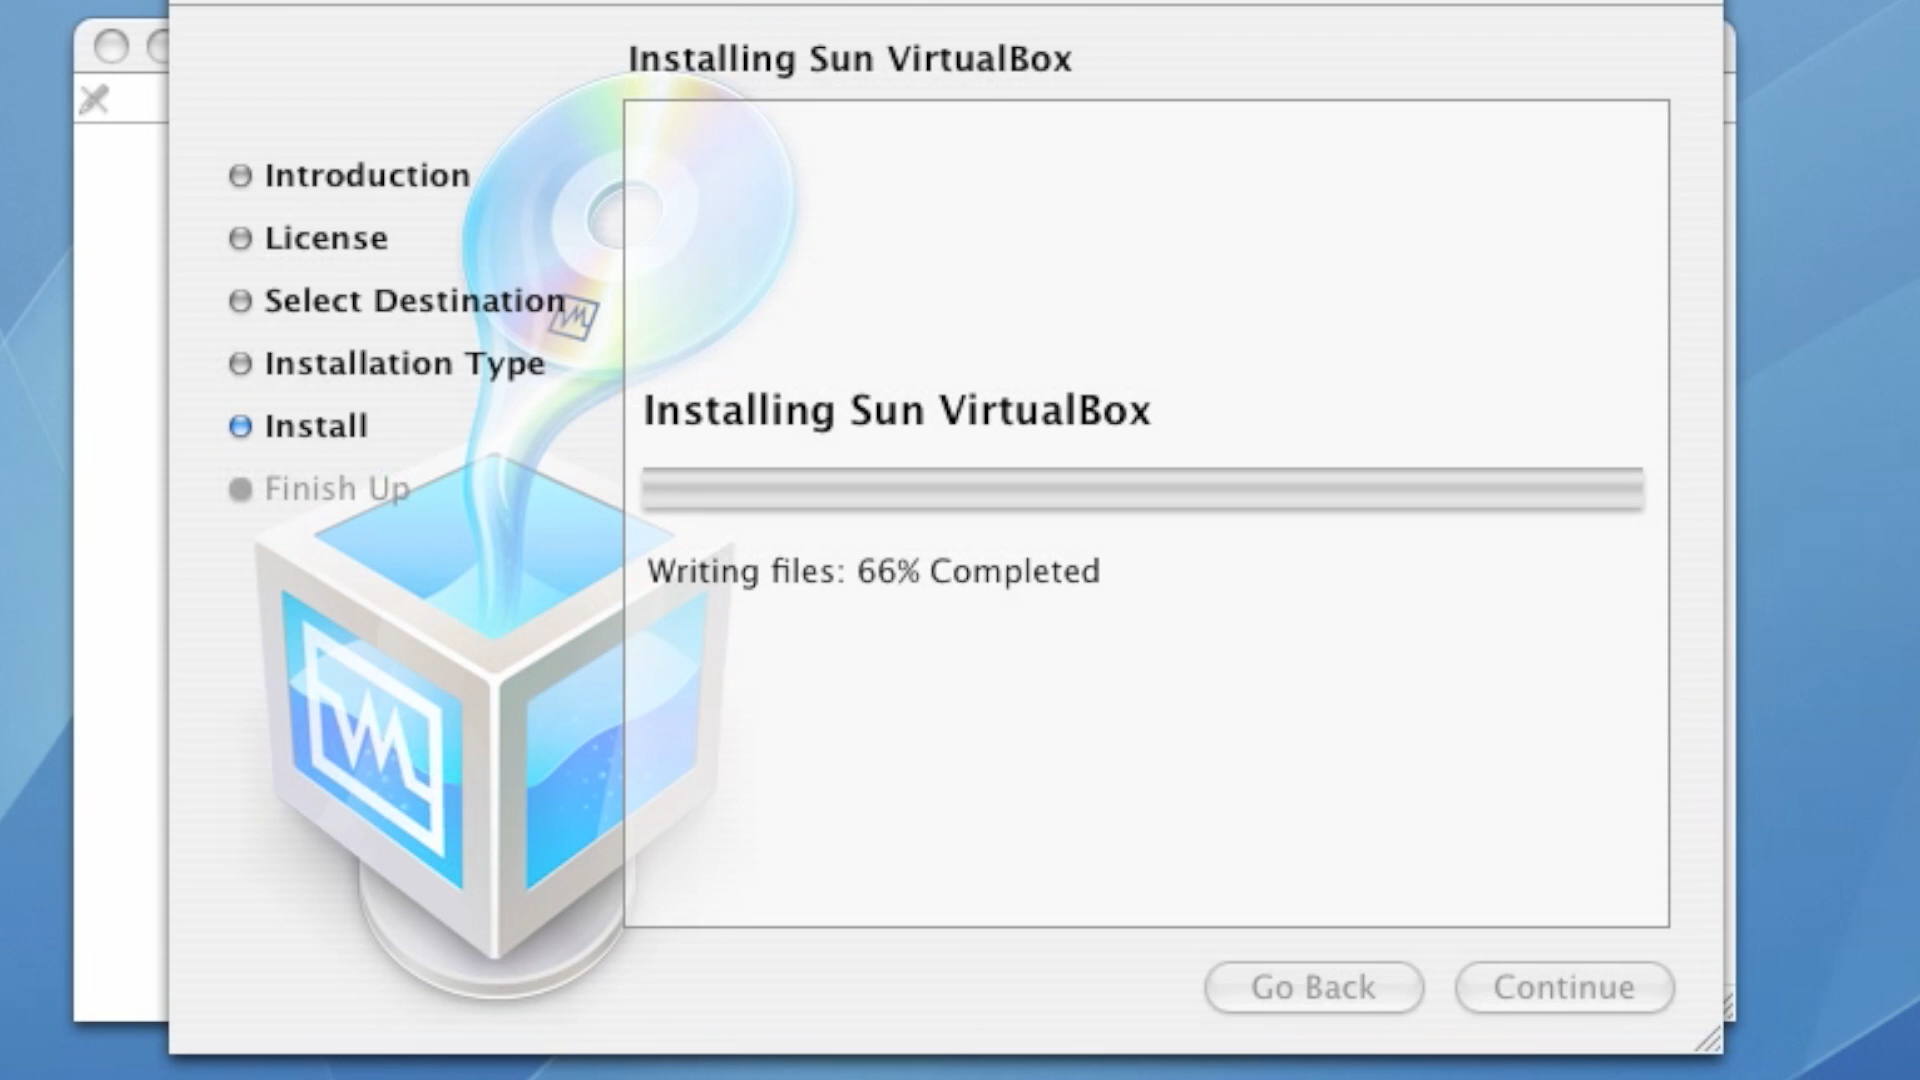 Installing Sun VirtualBox
Introduction
License
Select Destination
Installation Type
Install
Finish Up
Installing Sun VirtualBox
Writing files: 66% Completed
Go Back
Continue